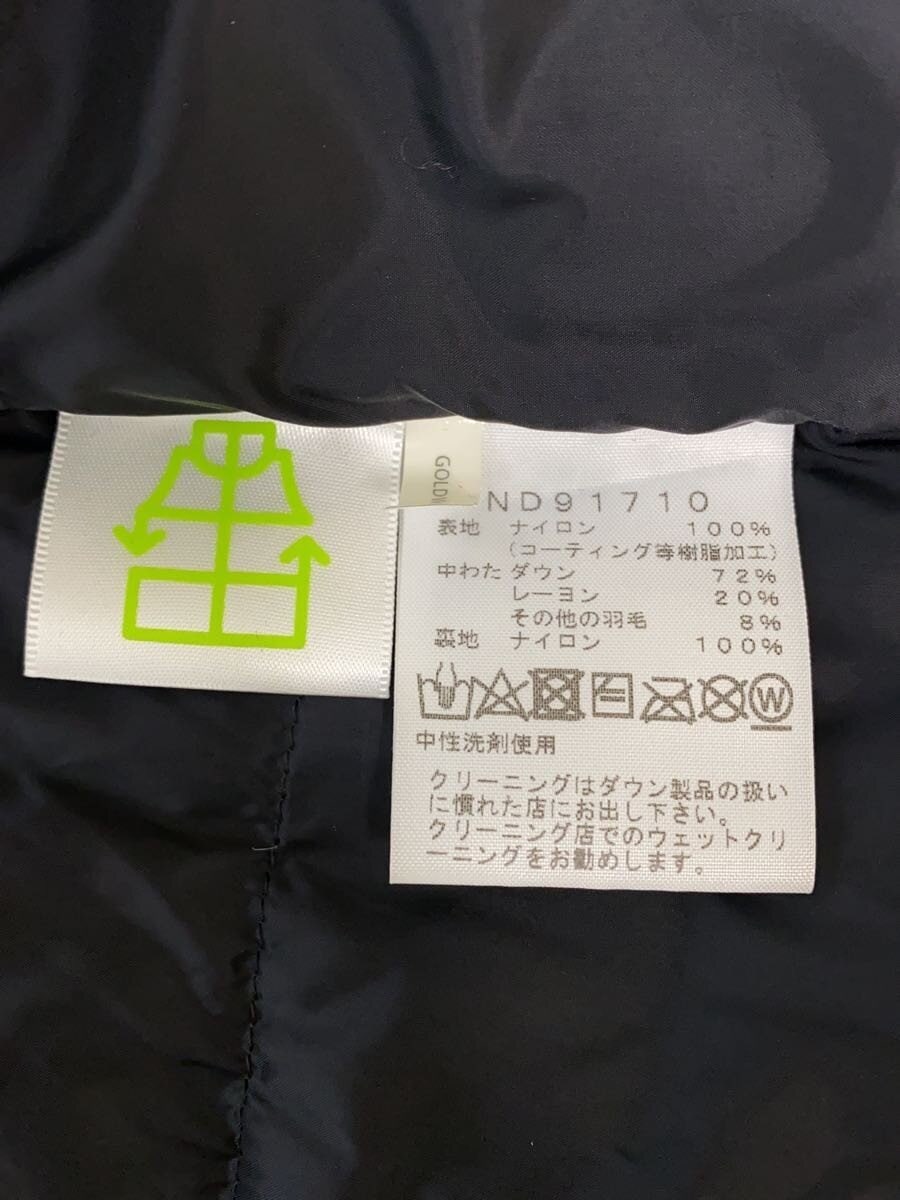 GOLDW
ND91710
表地 ナイロン 100%
(コーティング等樹脂加工)
中わた ダウン 72%
レーヨン 20%
その他の羽毛 8%
裏地 ナイロン 100%
W
中性洗剤使用
クリーニングはダウン製品の扱い
に慣れた店にお出し下さい。
クリーニング店でのウェットクリ
ーニングをお勧めします。